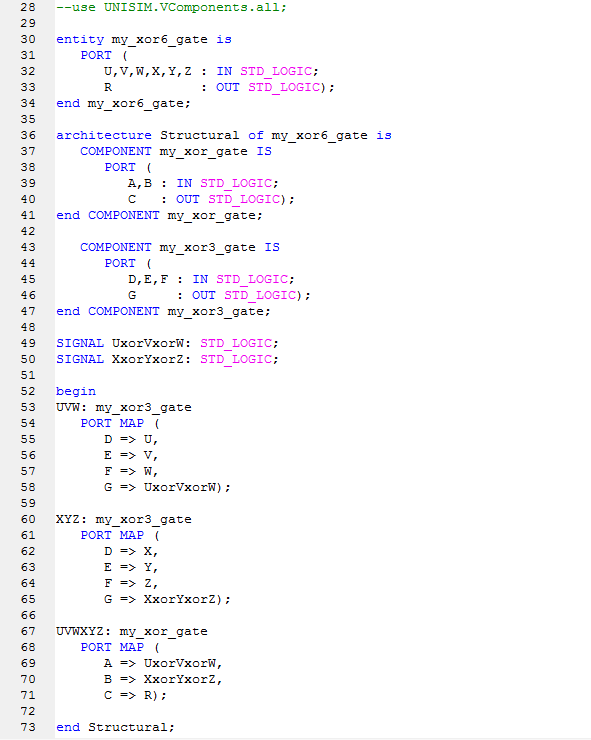 28 --use UNISIM.VComponents.all;
29
30 entity my_xor6_gate is
31    PORT (
32       U,V,W,X,Y,Z : IN STD_LOGIC;
33       R           : OUT STD_LOGIC);
34 end my_xor6_gate;
35
36 architecture Structural of my_xor6_gate is
37    COMPONENT my_xor_gate IS
38       PORT (
39          A,B : IN STD_LOGIC;
40          C   : OUT STD_LOGIC);
41 end COMPONENT my_xor_gate;
42
43    COMPONENT my_xor3_gate IS
44       PORT (
45          D,E,F : IN STD_LOGIC;
46          G     : OUT STD_LOGIC);
47 end COMPONENT my_xor3_gate;
48
49 SIGNAL UxorVxorW: STD_LOGIC;
50 SIGNAL XxorYxorZ: STD_LOGIC;
51
52 begin
53 UVW: my_xor3_gate
54    PORT MAP (
55       D => U,
56       E => V,
57       F => W,
58       G => UxorVxorW);
59
60 XYZ: my_xor3_gate
61    PORT MAP (
62       D => X,
63       E => Y,
64       F => Z,
65       G => XxorYxorZ);
66
67 UVWXYZ: my_xor_gate
68    PORT MAP (
69       A => UxorVxorW,
70       B => XxorYxorZ,
71       C => R);
72
73 end Structural;